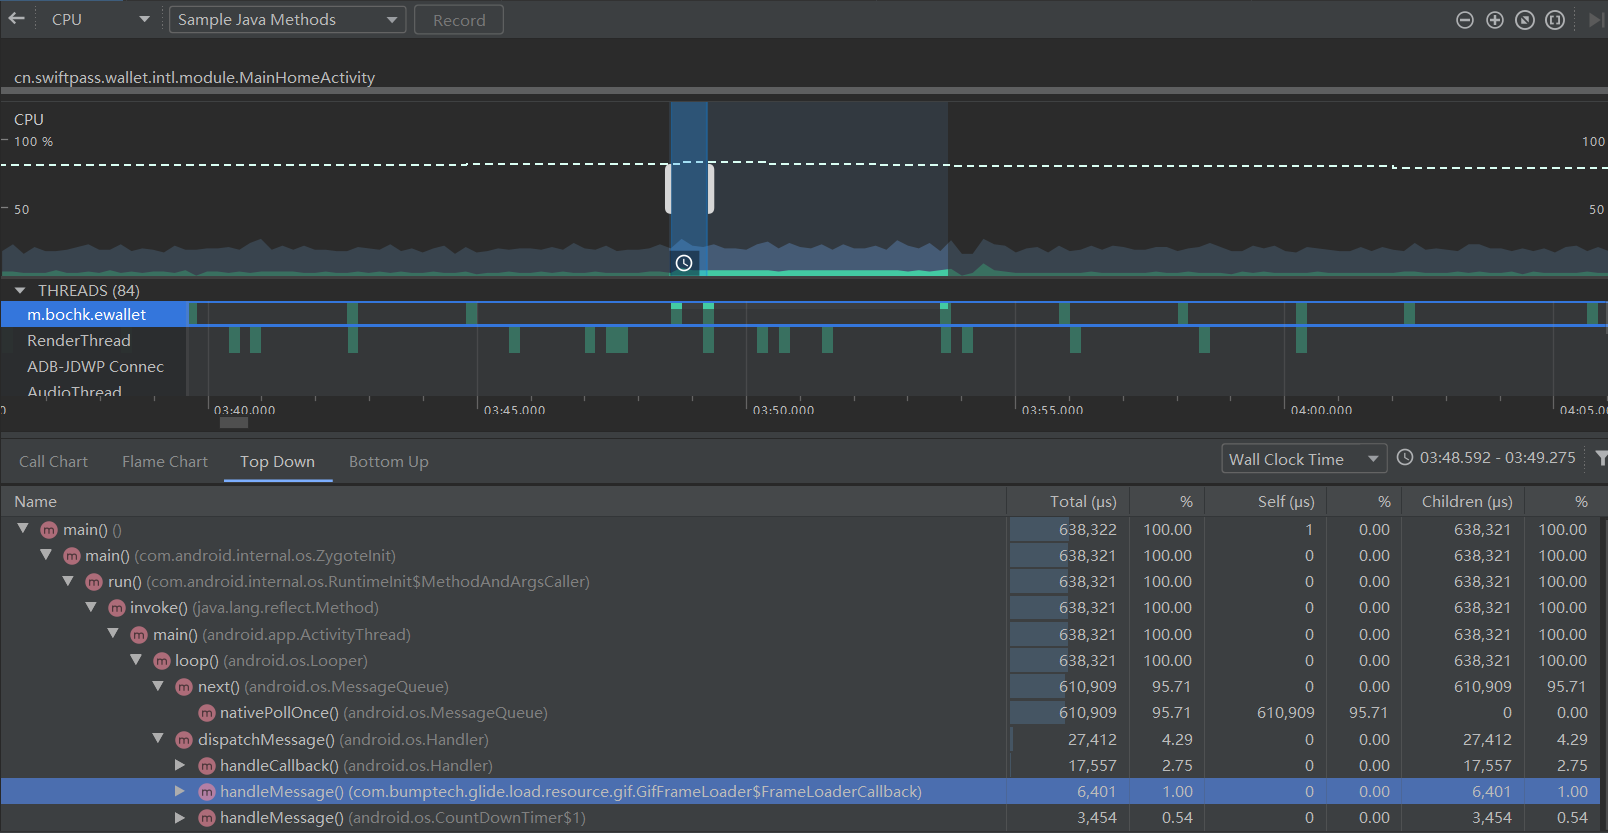 CPU Sample Java Methods Record
cn.swiftpass.wallet.intl.module.MainHomeActivity
CPU
100 % 100
50 50
THREADS (84)
m.bochk.ewallet
RenderThread
ADB-JDWP Connec
AudioThread
0 03:40.000 03:45.000 03:50.000 03:55.000 04:00.000 04:05.00
Call Chart Flame Chart Top Down Bottom Up Wall Clock Time 03:48.592 - 03:49.275
Name Total (μs) % Self (μs) % Children (μs) %
m main() () 638,322 100.00 1 0.00 638,321 100.00
m main() (com.android.internal.os.ZygoteInit) 638,321 100.00 0 0.00 638,321 100.00
m run() (com.android.internal.os.RuntimeInit$MethodAndArgsCaller) 638,321 100.00 0 0.00 638,321 100.00
m invoke() (java.lang.reflect.Method) 638,321 100.00 0 0.00 638,321 100.00
m main() (android.app.ActivityThread) 638,321 100.00 0 0.00 638,321 100.00
m loop() (android.os.Looper) 638,321 100.00 0 0.00 638,321 100.00
m next() (android.os.MessageQueue) 610,909 95.71 0 0.00 610,909 95.71
m nativePollOnce() (android.os.MessageQueue) 610,909 95.71 610,909 95.71 0 0.00
m dispatchMessage() (android.os.Handler) 27,412 4.29 0 0.00 27,412 4.29
m handleCallback() (android.os.Handler) 17,557 2.75 0 0.00 17,557 2.75
m handleMessage() (com.bumptech.glide.load.resource.gif.GifFrameLoader$FrameLoaderCallback) 6,401 1.00 0 0.00 6,401 1.00
m handleMessage() (android.os.CountDownTimer$1) 3,454 0.54 0 0.00 3,454 0.54